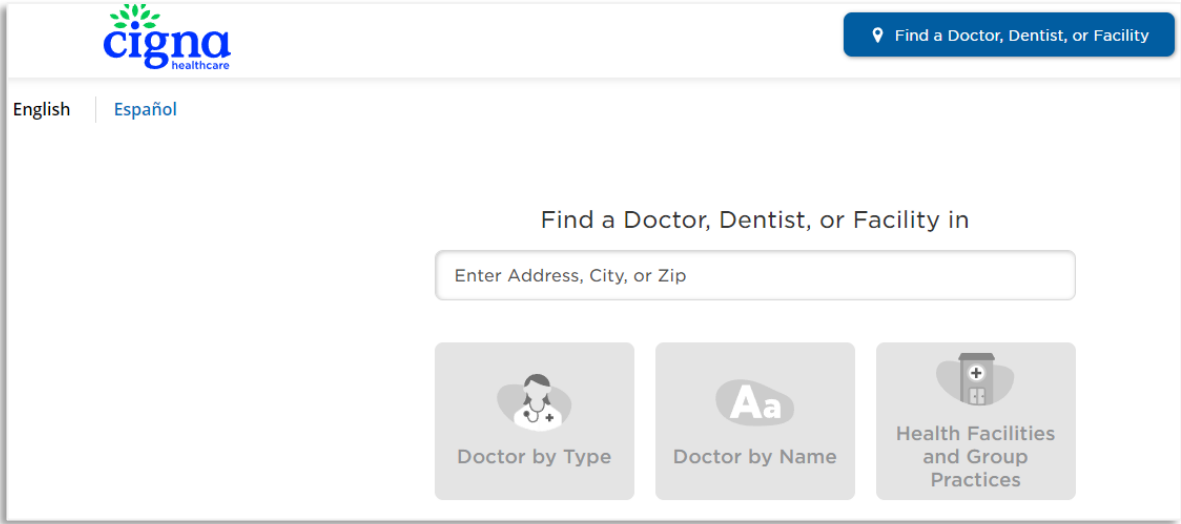 cigna
healthcare
Find a Doctor, Dentist, or Facility
English
Español
Find a Doctor, Dentist, or Facility in
Enter Address, City, or Zip
Doctor by Type
Aa
Doctor by Name
Health Facilities
and Group
Practices